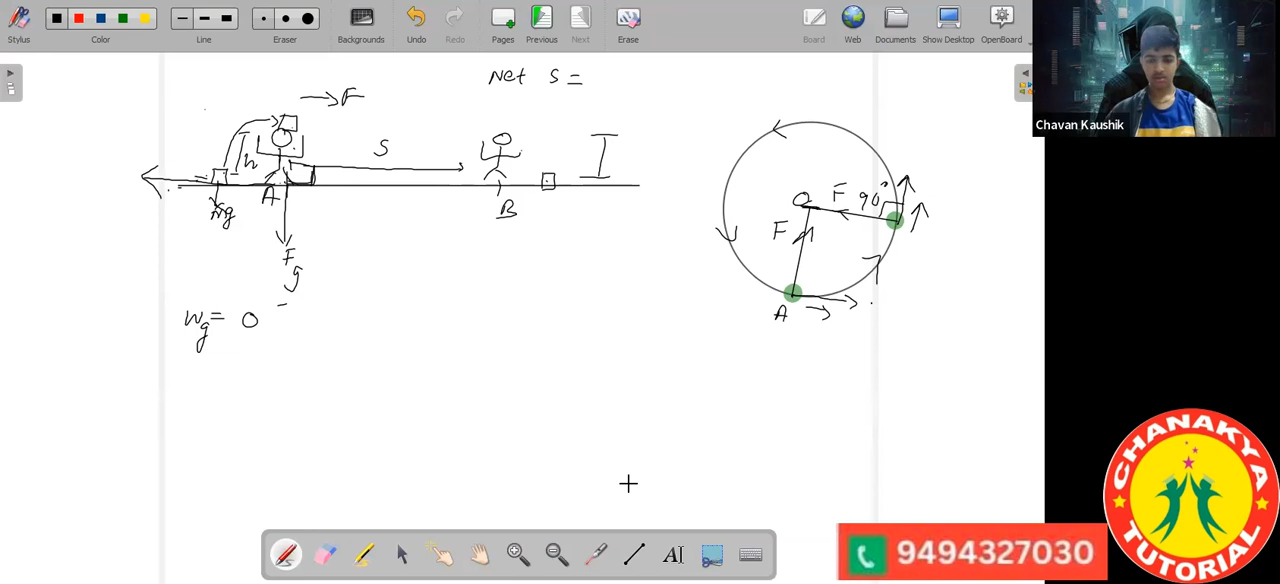 Stylus
Color
Line
Eraser
Backgrounds
Undo
Redo
Pages
Previous
Next
Erase
Board
Web
Documents
Show Desktop
OpenBoard
Net S =
F
h
S
A
B
F g
Wg = 0
O
F
90°
F
A
Chavan Kaushik
CHANAKYA
TUTORIAL
9494327030